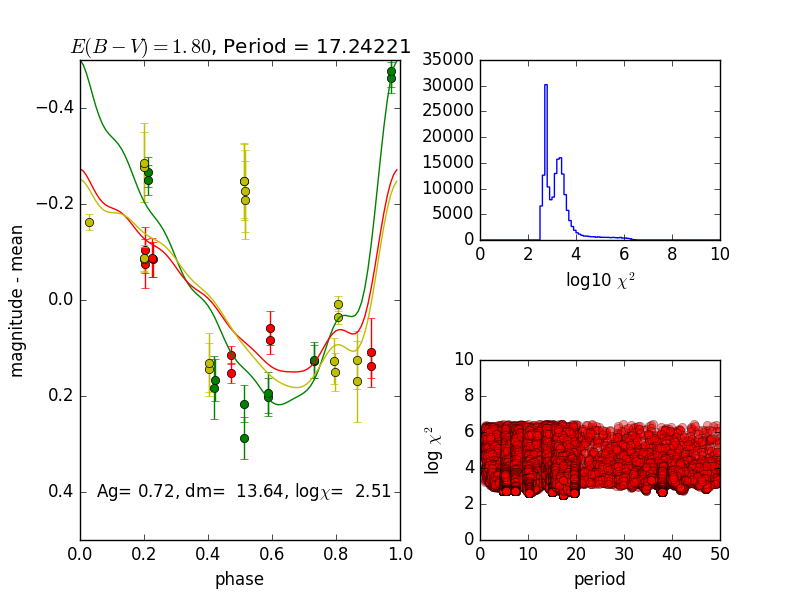 E(B−V)=1.80, Period = 17.24221
−0.4
−0.2
0.0
0.2
0.4
magnitude - mean
Ag= 0.72, dm=  13.64, logχ=  2.51
0.0 0.2 0.4 0.6 0.8 1.0
phase
35000
30000
25000
20000
15000
10000
5000
0
0 2 4 6 8 10
log10 χ²
10
8
6
4
2
0
log χ²
0 10 20 30 40 50
period